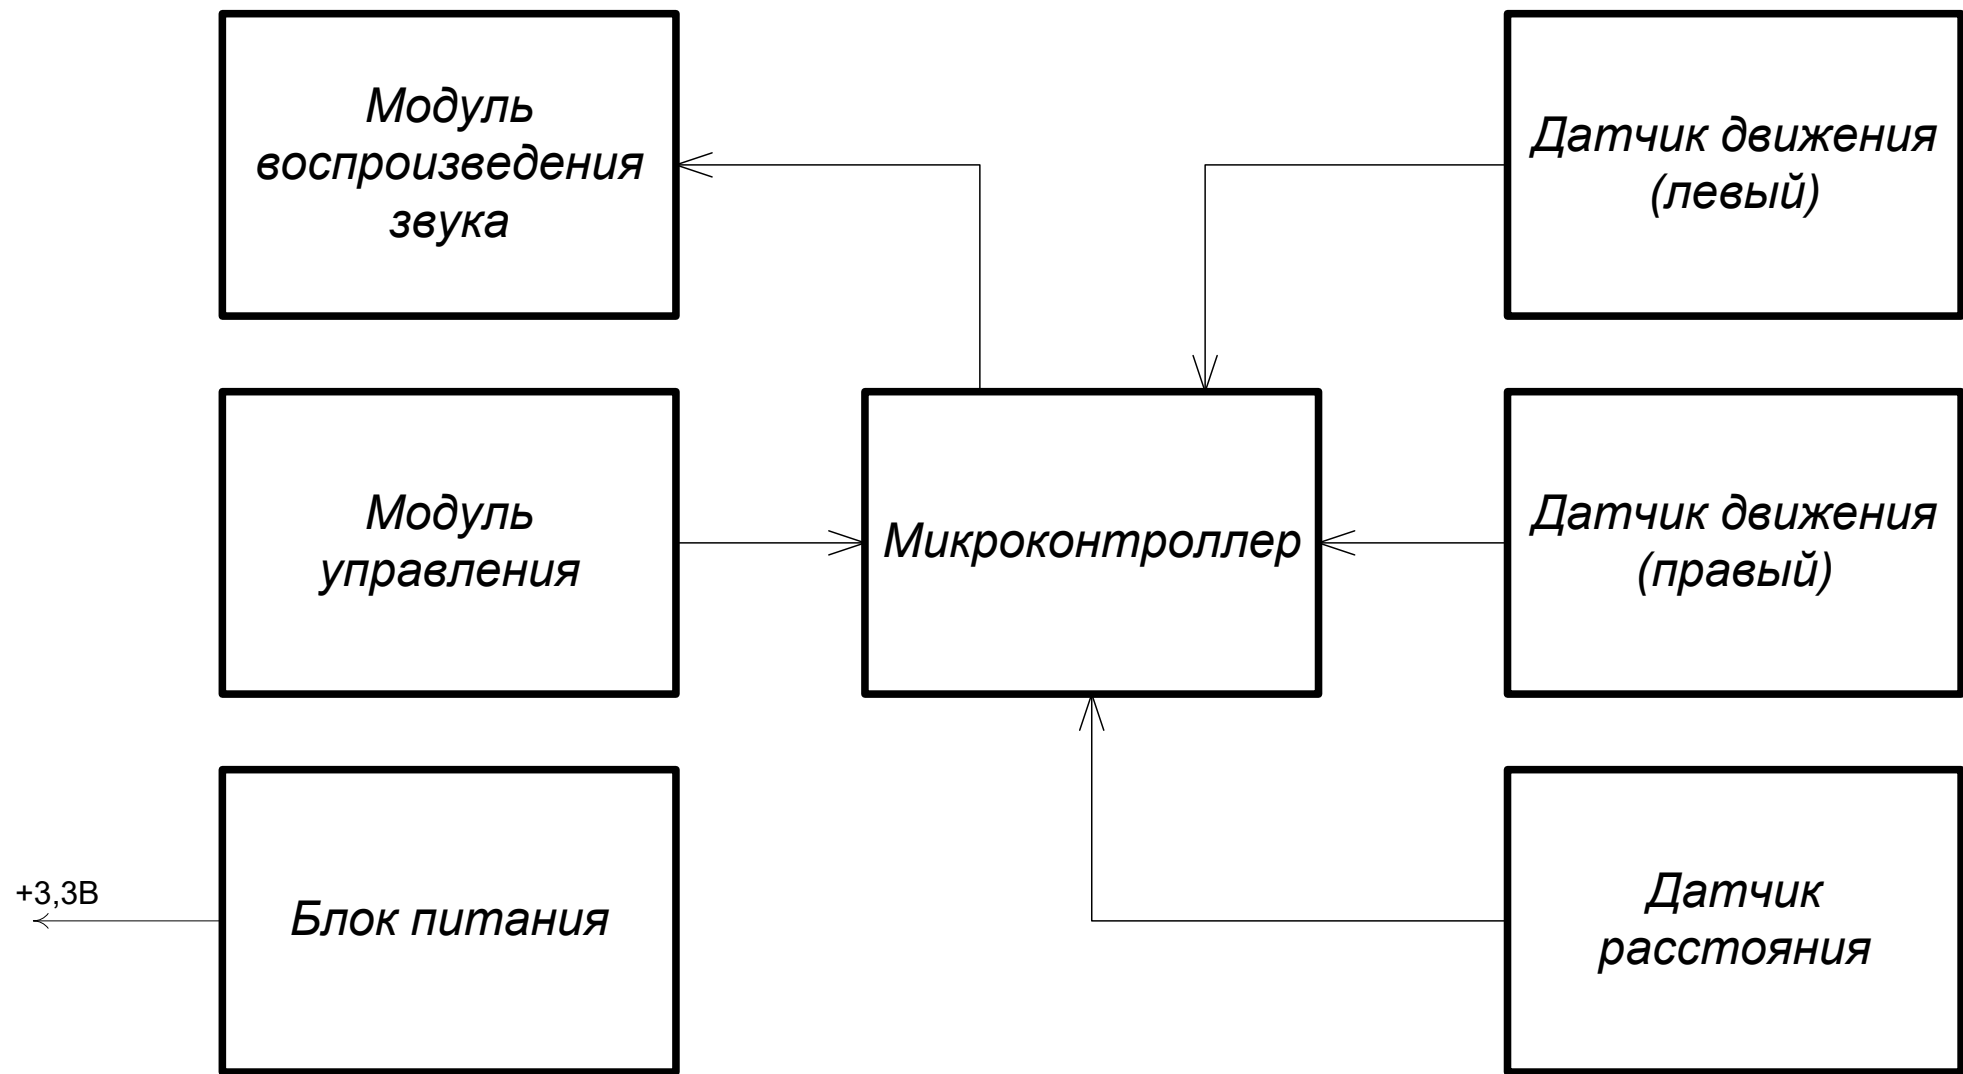 Модуль
воспроизведения
звука
Датчик движения
(левый)
Модуль
управления
Микроконтроллер
Датчик движения
(правый)
+3,3В
Блок питания
Датчик
расстояния